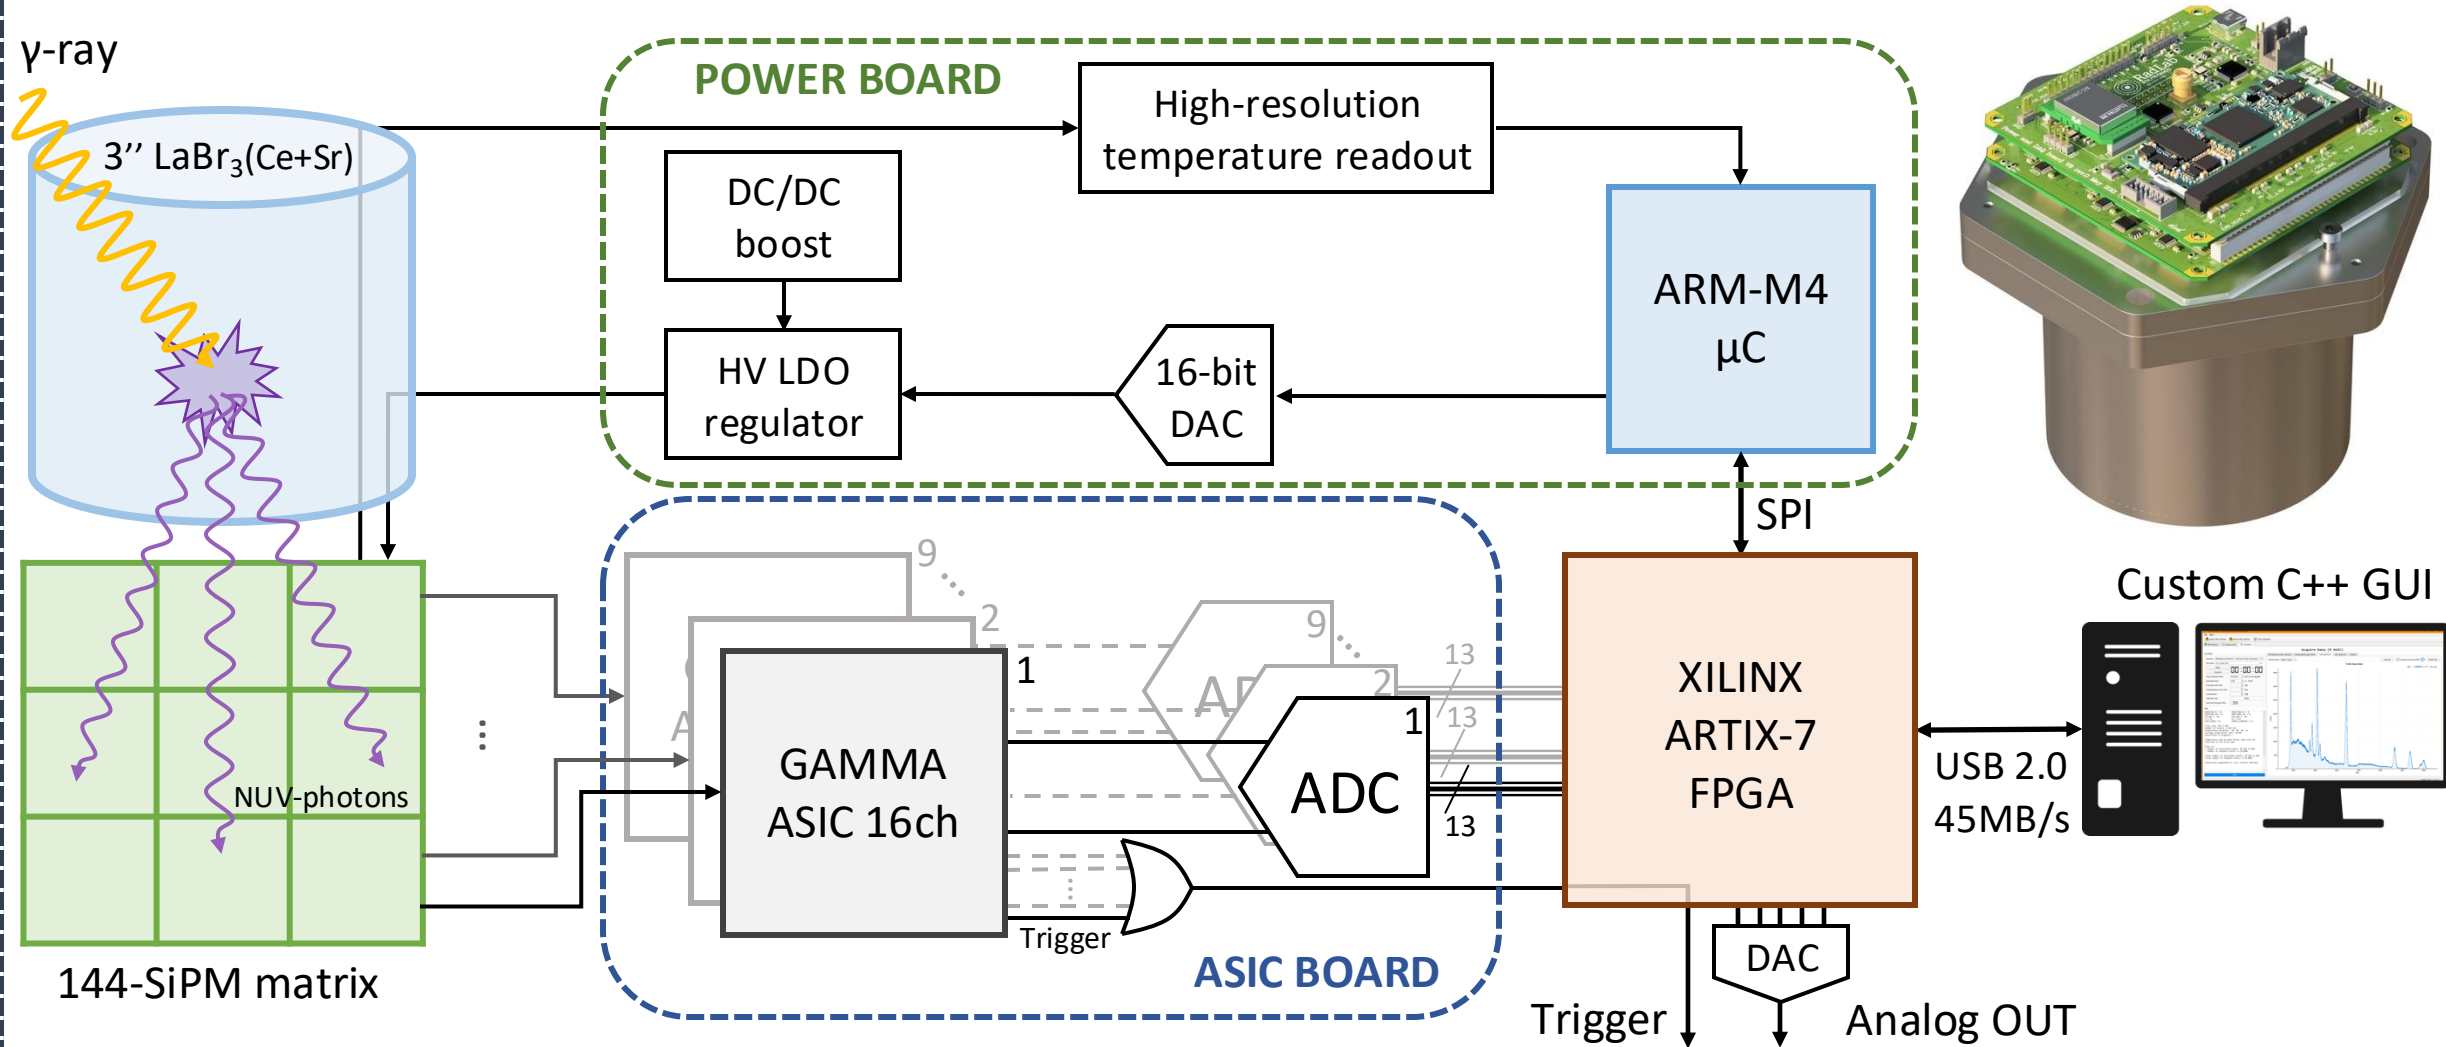 γ-ray
3’’ LaBr3(Ce+Sr)
NUV-photons
144-SiPM matrix
POWER BOARD
High-resolution
temperature readout
DC/DC
boost
HV LDO
regulator
16-bit
DAC
ARM-M4
µC
SPI
9
2
1
GAMMA
ASIC 16ch
Trigger
9
2
1
ADC
13
13
13
ASIC BOARD
XILINX
ARTIX-7
FPGA
DAC
Trigger
Analog OUT
USB 2.0
45MB/s
Custom C++ GUI
RadLab